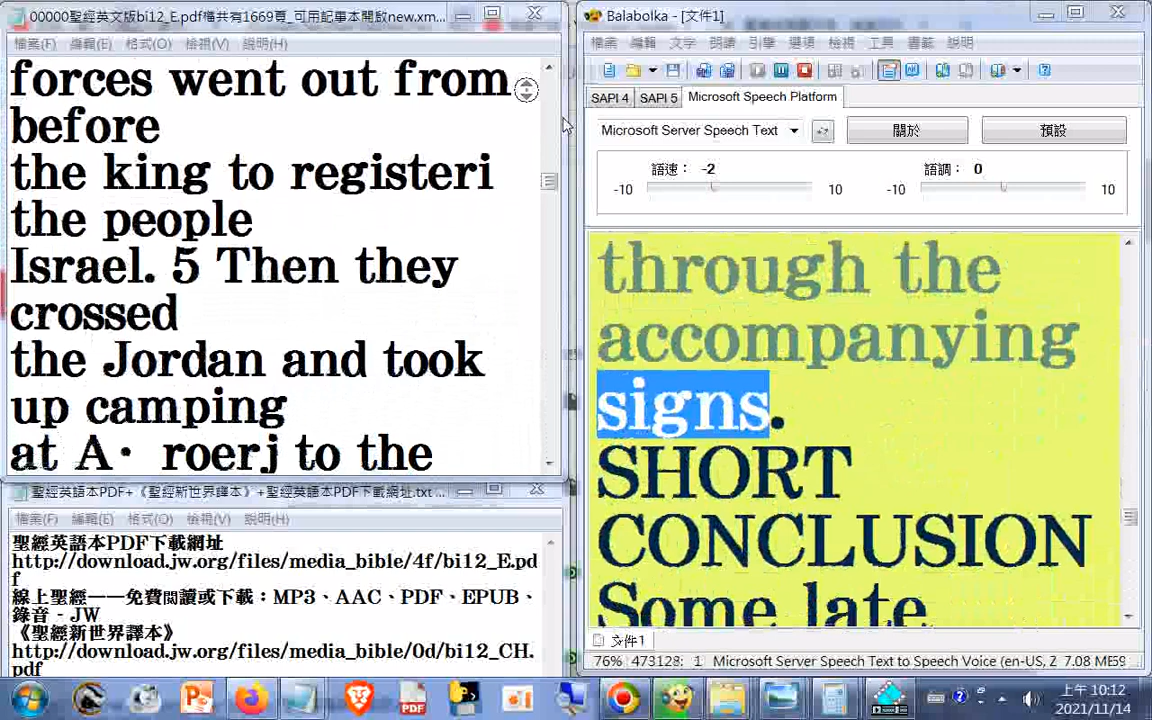 00000聖經英文版bi12_E.pdf檔共有1669頁_可用記事本開啟new.xm...
檔案(F) 編輯(E) 格式(O) 檢視(V) 說明(H)
forces went out from
before
the king to registeri
the people
Israel. 5 Then they
crossed
the Jordan and took
up camping
at A· roerj to the
聖經英語本PDF+《聖經新世界譯本》+聖經英語本PDF下載網址.txt ...
檔案(F) 編輯(E) 格式(O) 檢視(V) 說明(H)
聖經英語本PDF下載網址
http://download.jw.org/files/media_bible/4f/bi12_E.pd
f
線上聖經——免費閱讀或下載：MP3、AAC、PDF、EPUB、
錄音 - JW
《聖經新世界譯本》
http://download.jw.org/files/media_bible/0d/bi12_CH.
pdf
Balabolka - [文件1]
檔案 編輯 文字 朗讀 引擎 選項 檢視 工具 書籤 說明
SAPI 4 SAPI 5 Microsoft Speech Platform
Microsoft Server Speech Text 關於 預設
語速： -2 語調： 0
-10 10 -10 10
through the
accompanying
signs.
SHORT
CONCLUSION
Some late
文件1
76% 473128: 1 Microsoft Server Speech Text to Speech Voice (en-US, Z 7.08 ME59
上午 10:12
2021/11/14